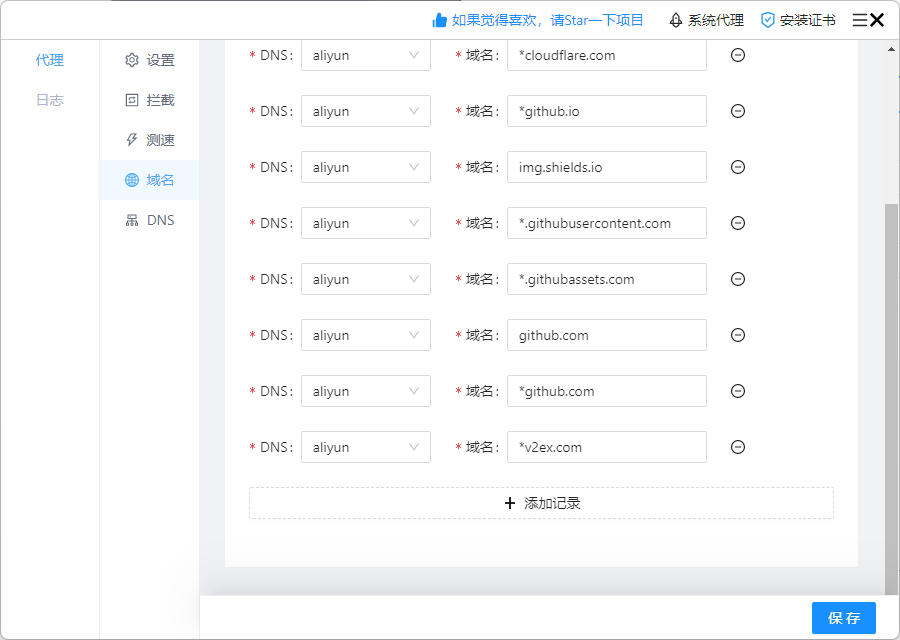 如果觉得喜欢，请Star一下项目 系统代理 安装证书
代理
日志
设置
拦截
测速
域名
DNS
* DNS: aliyun * 域名: *cloudflare.com
* DNS: aliyun * 域名: *github.io
* DNS: aliyun * 域名: img.shields.io
* DNS: aliyun * 域名: *.githubusercontent.com
* DNS: aliyun * 域名: *.githubassets.com
* DNS: aliyun * 域名: github.com
* DNS: aliyun * 域名: *github.com
* DNS: aliyun * 域名: *v2ex.com
+ 添加记录
保 存